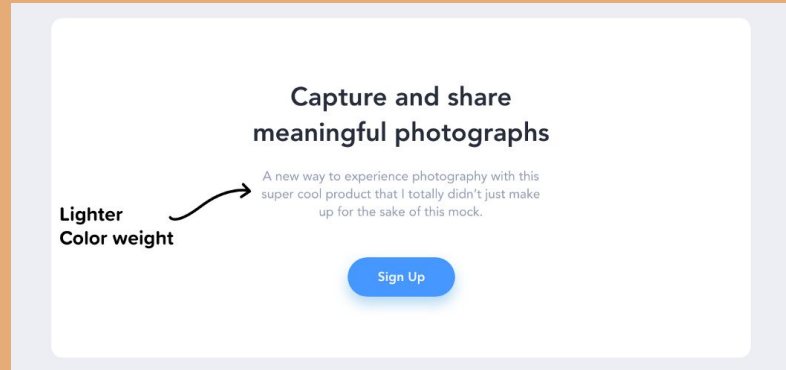 Capture and share
meaningful photographs
A new way to experience photography with this
super cool product that I totally didn't just make
up for the sake of this mock.
Lighter
Color weight
Sign Up